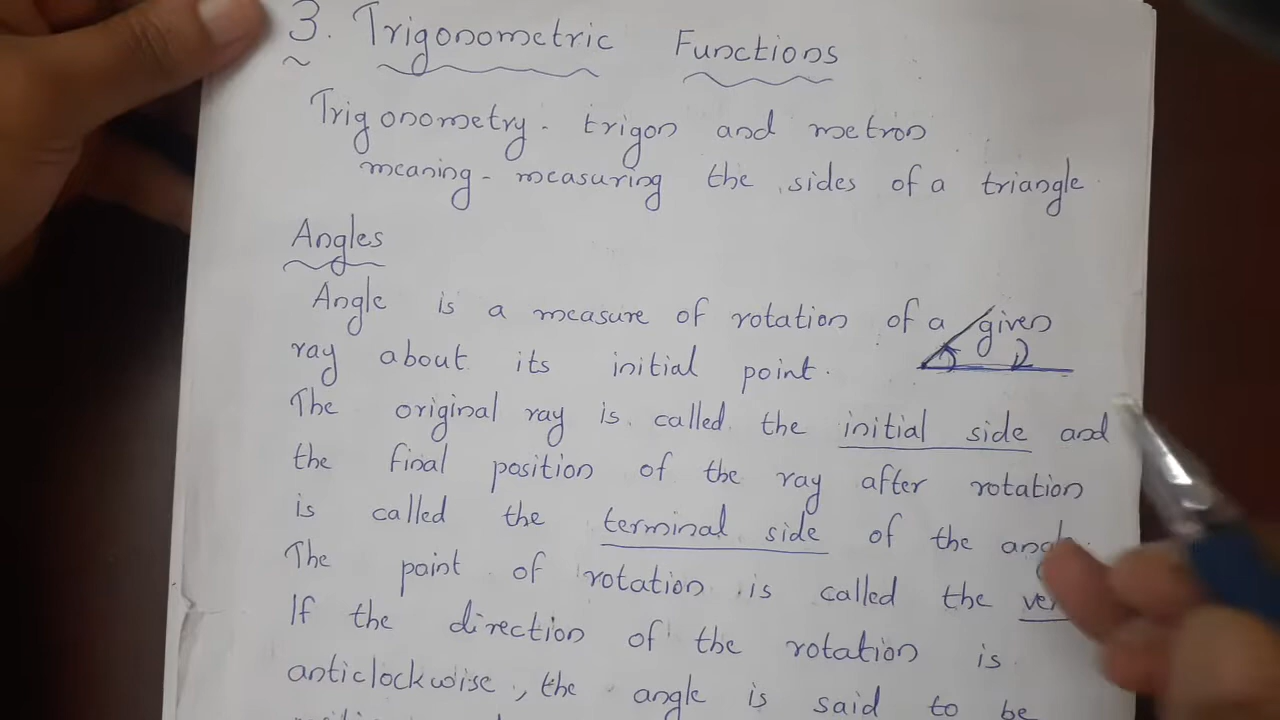 3. Trigonometric Functions
Trigonometry - trigon and metron
meaning - measuring the sides of a triangle
Angles
Angle is a measure of rotation of a given
ray about its initial point.
The original ray is called the initial side and
the final position of the ray after rotation
is called the terminal side of the
The point of rotation is called the
If the direction of the rotation is
anticlockwise, the angle is said to be